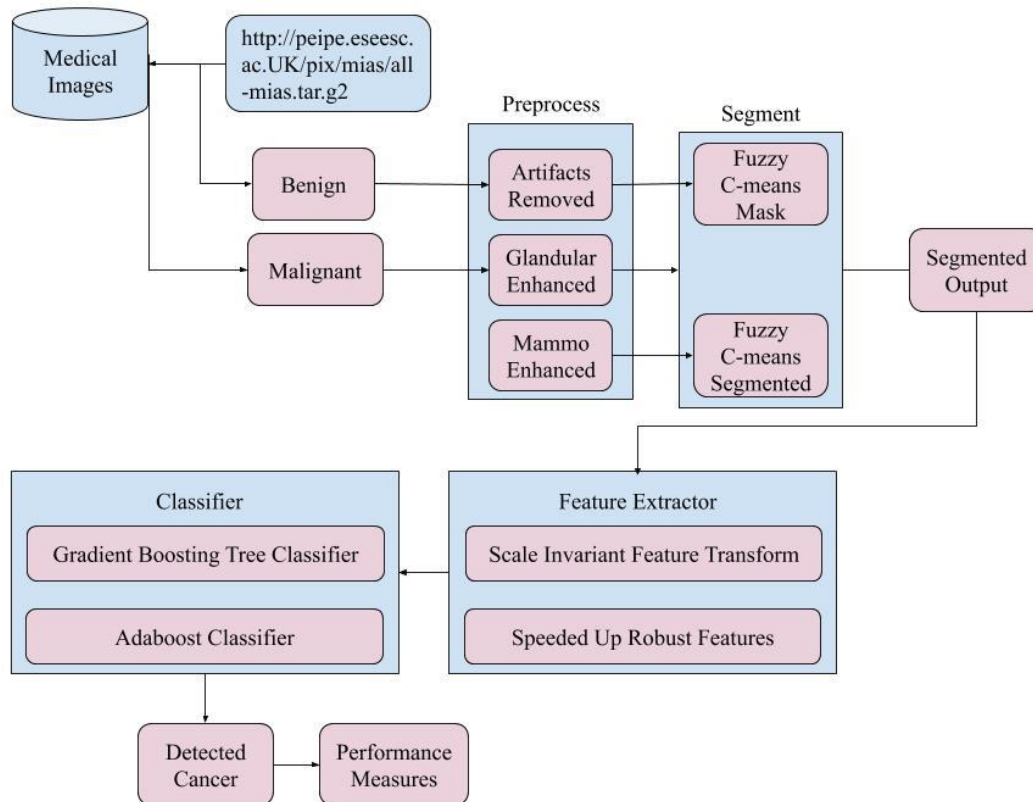 Medical
Images
http://peipe.eseesc.
ac.UK/pix/mias/all
-mias.tar.g2
Preprocess
Segment
Benign
Malignant
Artifacts
Removed
Glandular
Enhanced
Mammo
Enhanced
Fuzzy
C-means
Mask
Fuzzy
C-means
Segmented
Segmented
Output
Feature Extractor
Scale Invariant Feature Transform
Speeded Up Robust Features
Classifier
Gradient Boosting Tree Classifier
Adaboost Classifier
Detected
Cancer
Performance
Measures